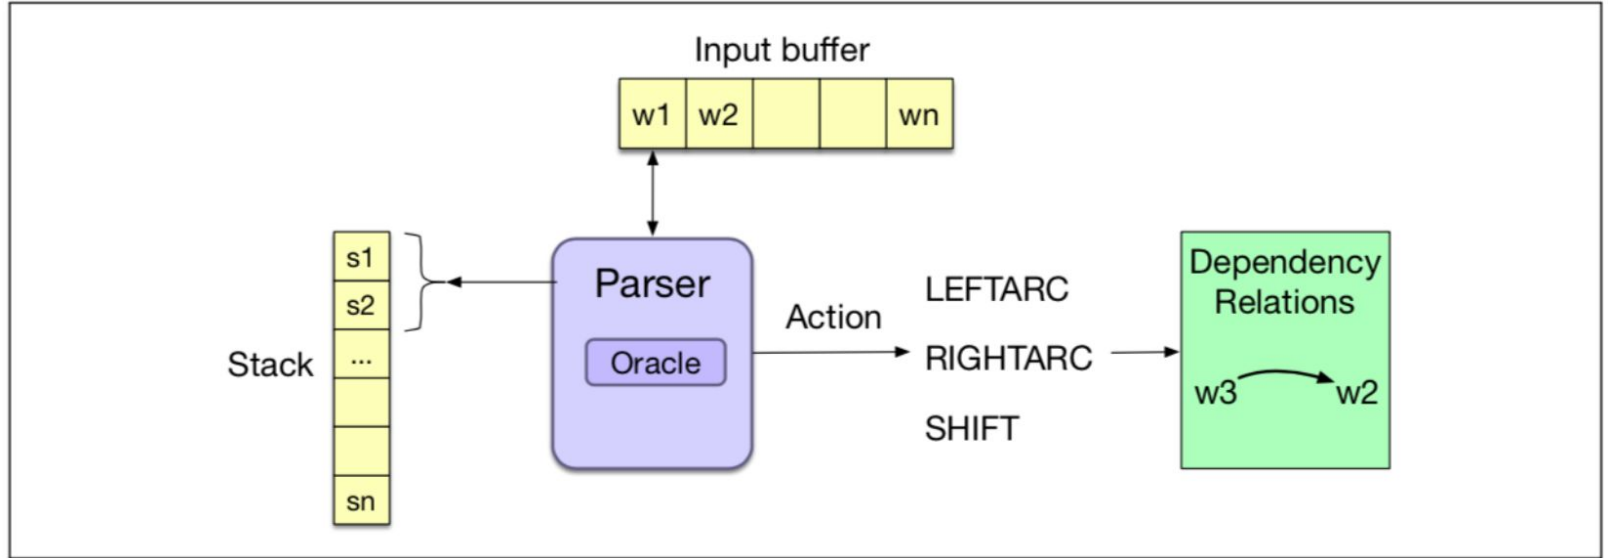 Input buffer
w1 w2 wn
s1
s2
...
sn
Stack
Parser
Oracle
Action
LEFTARC
RIGHTARC
SHIFT
Dependency
Relations
w3 w2